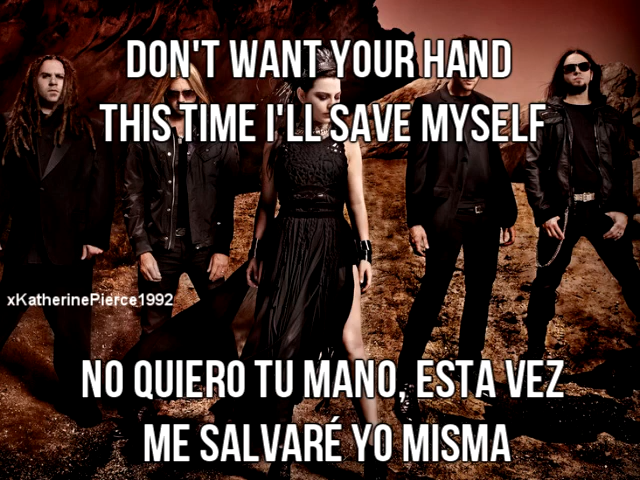 DON'T WANT YOUR HAND
THIS TIME I'LL SAVE MYSELF
xKatherinePierce1992
NO QUIERO TU MANO, ESTA VEZ
ME SALVARÉ YO MISMA